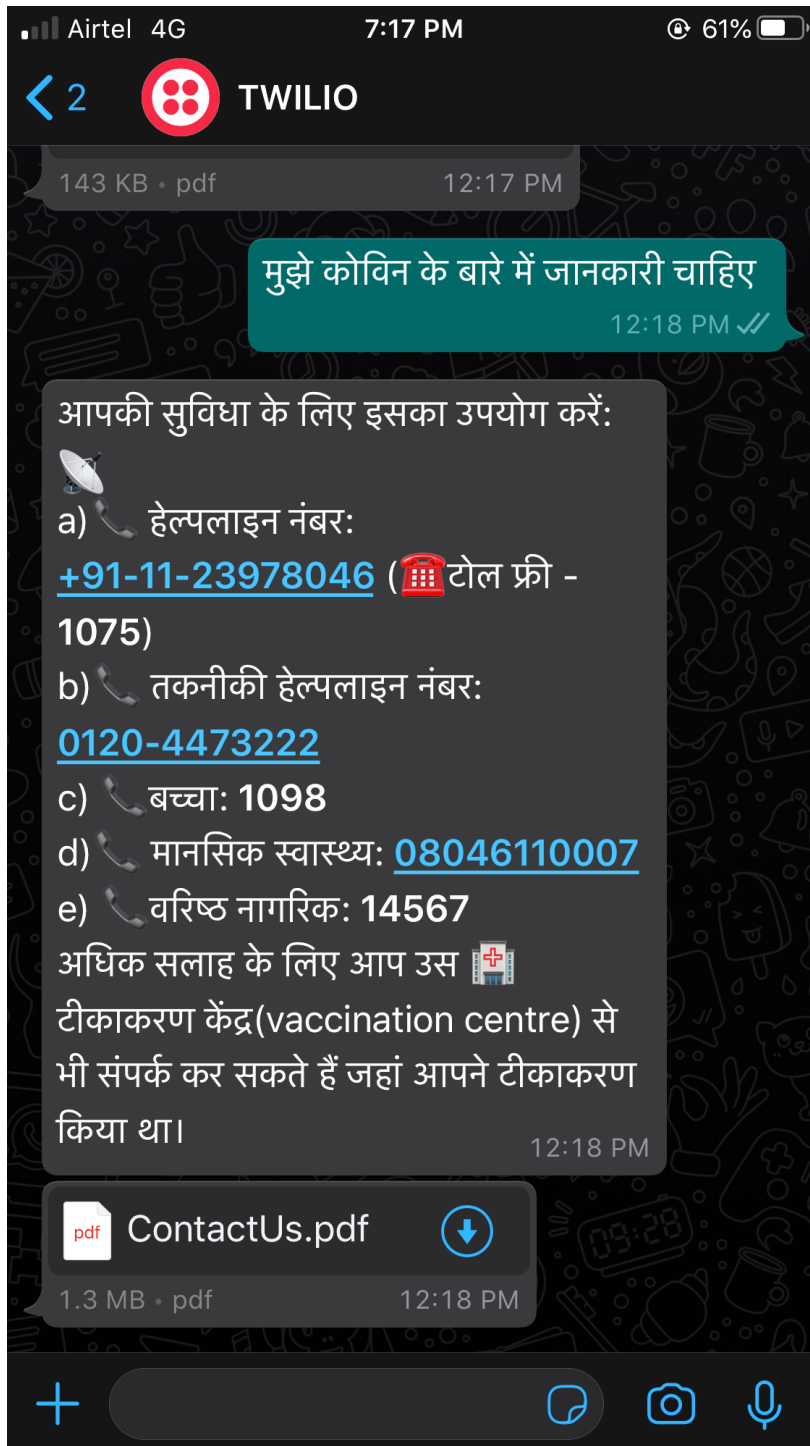 Airtel 4G 7:17 PM 61%
2 TWILIO
143 KB • pdf 12:17 PM
मुझे कोविन के बारे में जानकारी चाहिए
12:18 PM
आपकी सुविधा के लिए इसका उपयोग करें:
a)📞 हेल्पलाइन नंबर:
+91-11-23978046 (☎️टोल फ्री -
1075)
b)📞 तकनीकी हेल्पलाइन नंबर:
0120-4473222
c) 📞बच्चा: 1098
d)📞 मानसिक स्वास्थ्य: 08046110007
e) 📞वरिष्ठ नागरिक: 14567
अधिक सलाह के लिए आप उस 🏥
टीकाकरण केंद्र(vaccination centre) से
भी संपर्क कर सकते हैं जहां आपने टीकाकरण
किया था।
12:18 PM
pdf ContactUs.pdf
1.3 MB • pdf 12:18 PM
09:28